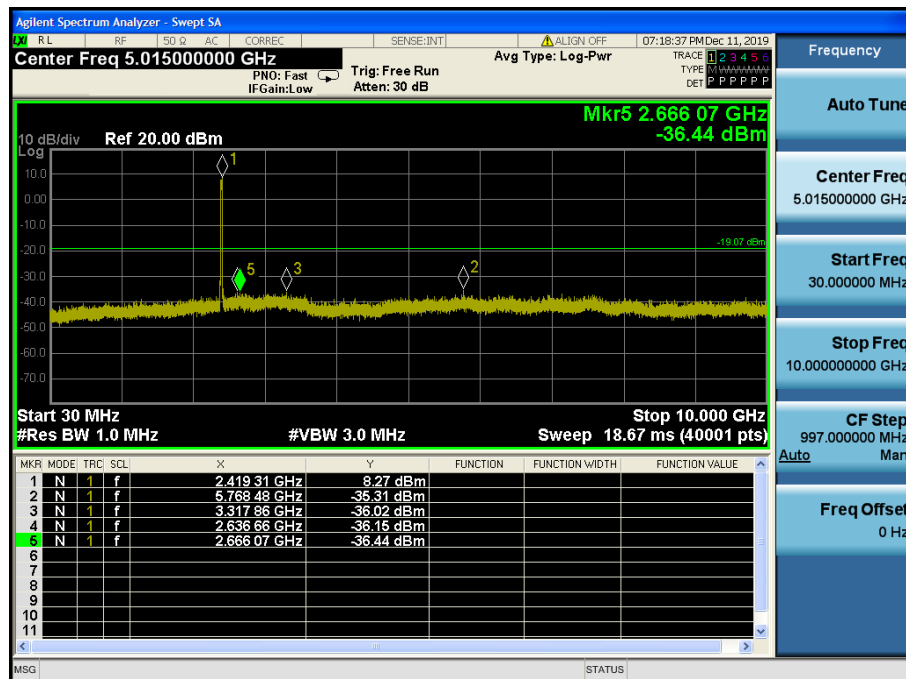 Agilent Spectrum Analyzer - Swept SA
LXI RL RF 50 Ω AC CORREC SENSE:INT ALIGN OFF 07:18:37 PM Dec 11, 2019
Center Freq 5.015000000 GHz
PNO: Fast
IFGain:Low
Trig: Free Run
Atten: 30 dB
Avg Type: Log-Pwr
TRACE 1 2 3 4 5 6
TYPE M WWWWW
DET P P P P P P
Mkr5 2.666 07 GHz
-36.44 dBm
10 dB/div Ref 20.00 dBm
Log
10.0
0.00
-10.0
-20.0
-30.0
-40.0
-50.0
-60.0
-70.0
1
5
3
2
-19.07 dBm
Start 30 MHz Stop 10.000 GHz
#Res BW 1.0 MHz #VBW 3.0 MHz Sweep 18.67 ms (40001 pts)
MKR MODE TRC SCL X Y FUNCTION FUNCTION WIDTH FUNCTION VALUE
1 N 1 f 2.419 31 GHz 8.27 dBm
2 N 1 f 5.768 48 GHz -35.31 dBm
3 N 1 f 3.317 86 GHz -36.02 dBm
4 N 1 f 2.636 66 GHz -36.15 dBm
5 N 1 f 2.666 07 GHz -36.44 dBm
6
7
8
9
10
11
MSG STATUS
Frequency
Auto Tune
Center Freq
5.015000000 GHz
Start Freq
30.000000 MHz
Stop Freq
10.000000000 GHz
CF Step
997.000000 MHz
Auto Man
Freq Offset
0 Hz